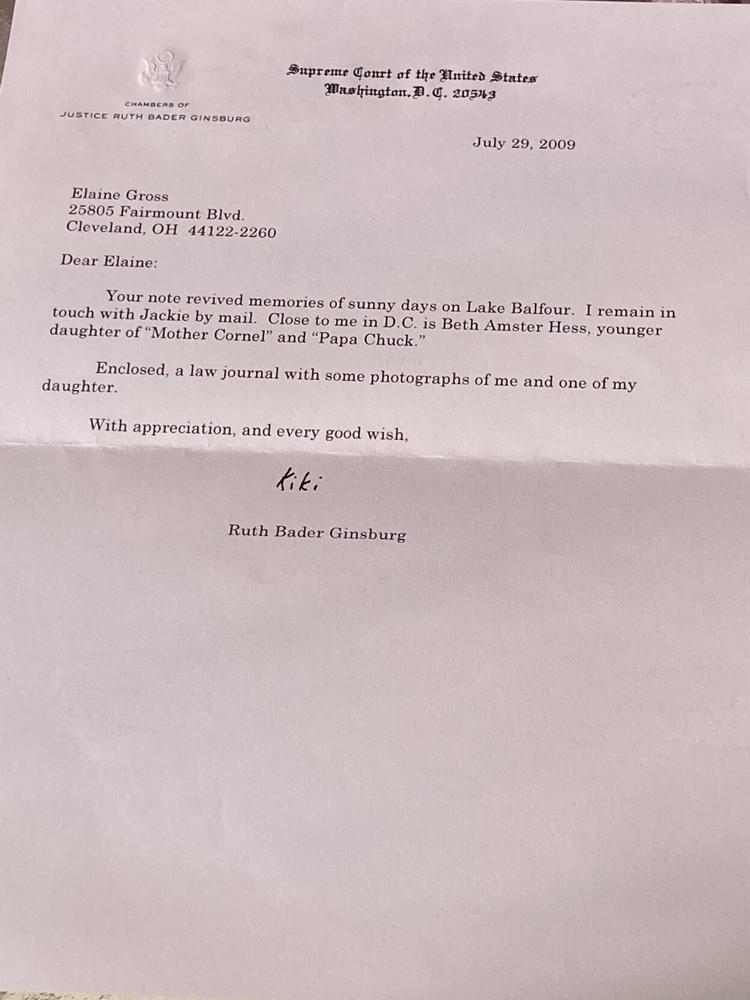 Supreme Court of the United States
Washington, D. C. 20543
CHAMBERS OF
JUSTICE RUTH BADER GINSBURG
July 29, 2009
Elaine Gross
25805 Fairmount Blvd.
Cleveland, OH 44122-2260
Dear Elaine:
Your note revived memories of sunny days on Lake Balfour. I remain in
touch with Jackie by mail. Close to me in D.C. is Beth Amster Hess, younger
daughter of “Mother Cornel” and “Papa Chuck.”
Enclosed, a law journal with some photographs of me and one of my
daughter.
With appreciation, and every good wish,
Kiki
Ruth Bader Ginsburg